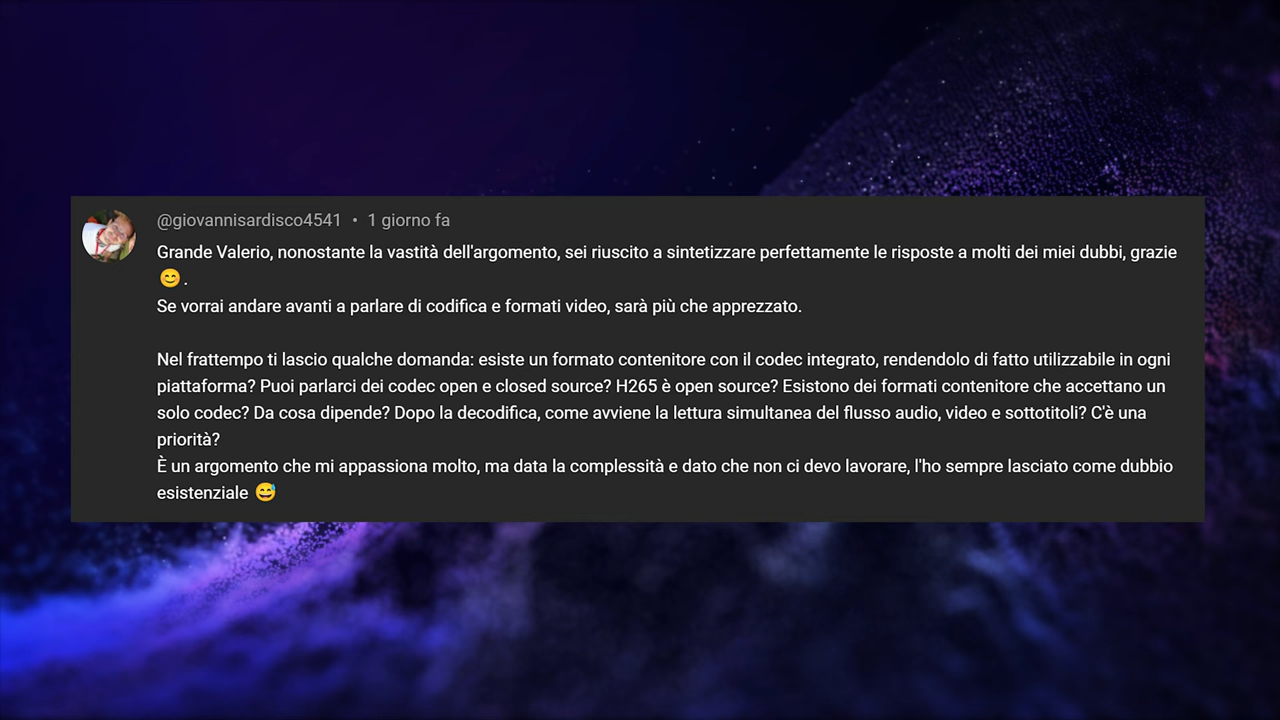 @giovannisardisco4541 • 1 giorno fa
Grande Valerio, nonostante la vastità dell'argomento, sei riuscito a sintetizzare perfettamente le risposte a molti dei miei dubbi, grazie
😊.
Se vorrai andare avanti a parlare di codifica e formati video, sarà più che apprezzato.
Nel frattempo ti lascio qualche domanda: esiste un formato contenitore con il codec integrato, rendendolo di fatto utilizzabile in ogni
piattaforma? Puoi parlarci dei codec open e closed source? H265 è open source? Esistono dei formati contenitore che accettano un
solo codec? Da cosa dipende? Dopo la decodifica, come avviene la lettura simultanea del flusso audio, video e sottotitoli? C'è una
priorità?
È un argomento che mi appassiona molto, ma data la complessità e dato che non ci devo lavorare, l'ho sempre lasciato come dubbio
esistenziale 😅